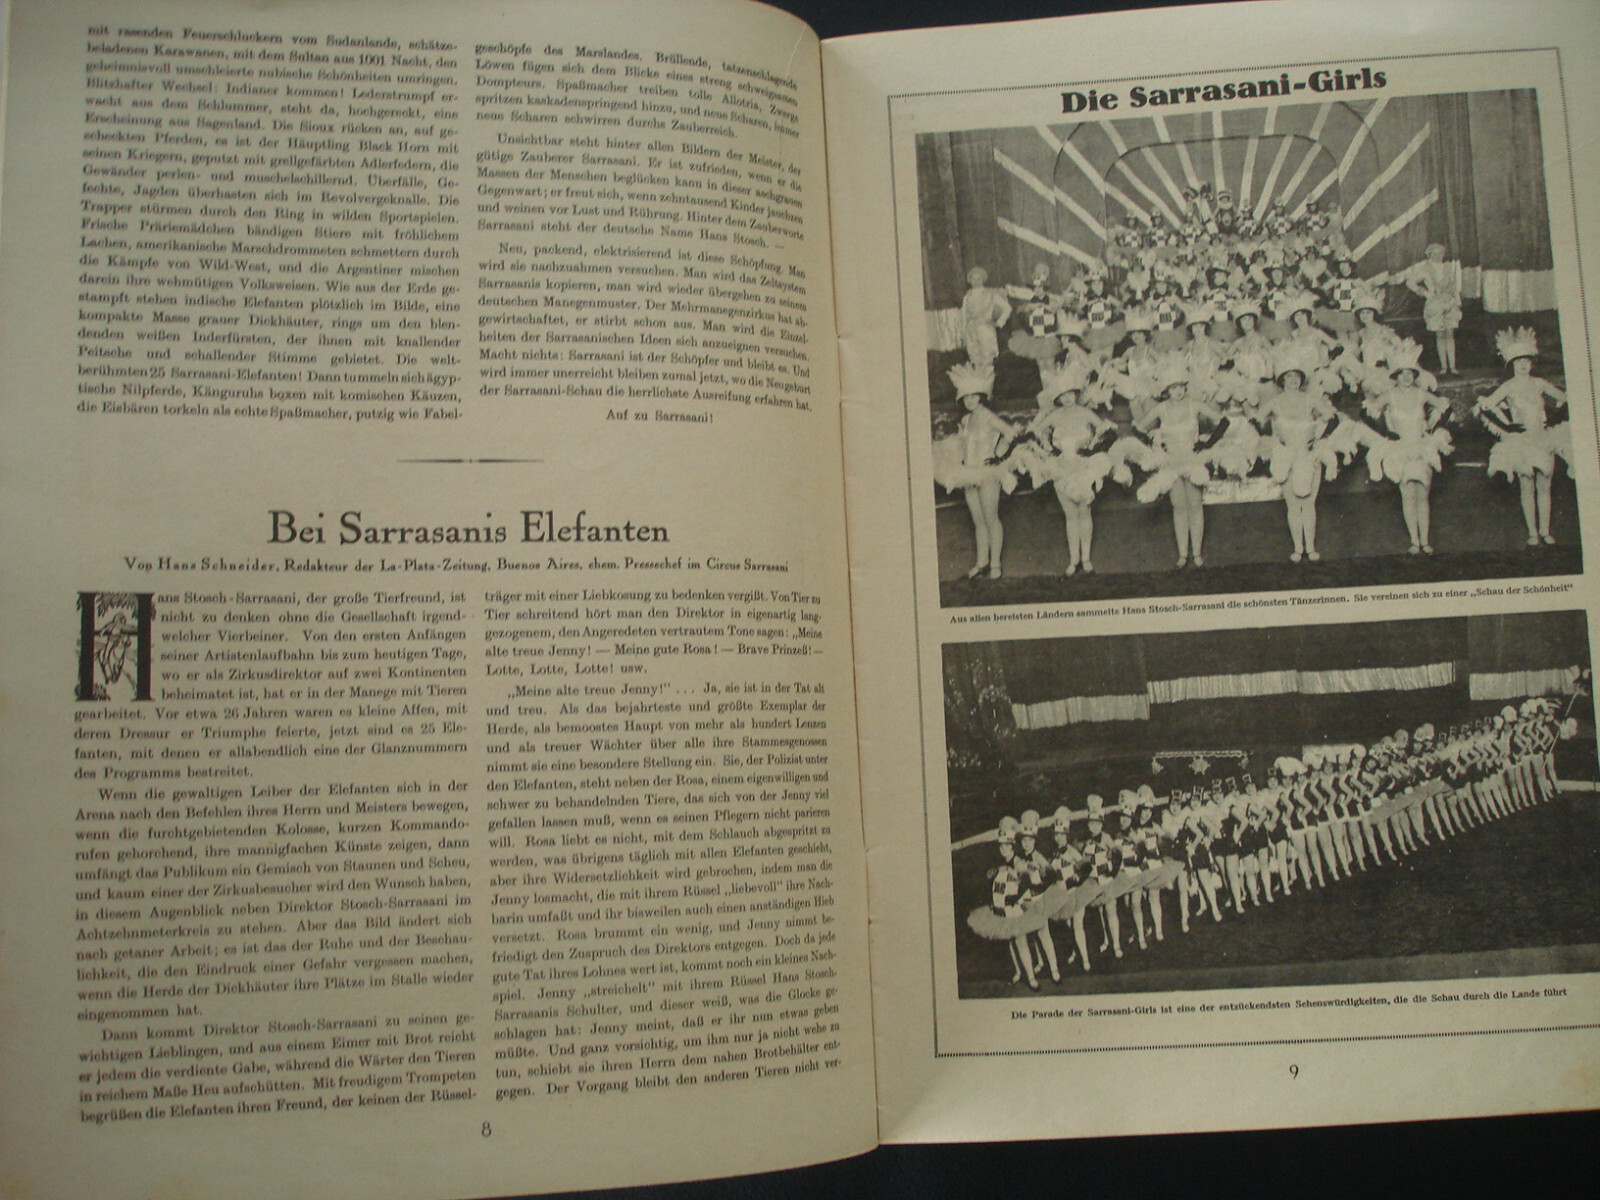 mit rasenden Feuerschluckern vom Sudanlande, schätze-
beladenen Karawanen, mit dem Sultan aus 1001 Nacht, den
geheimnisvoll umschleierte nubische Schönheiten umringen.
Blitzhafter Wechsel: Indianer kommen! Lederstrumpf er-
wacht aus dem Schlummer, steht da, hochgereckt, eine
Erscheinung aus Sagenland. Die Sioux rücken an, auf ge-
scheckten Pferden, es ist der Häuptling Black Horn mit
seinen Kriegern, geputzt mit grellgefärbten Adlerfedern, die
Gewänder perlen- und muschelschillernd. Überfälle, Ge-
fechte, Jagden überhasten sich im Revolvergeknalle. Die
Trapper stürmen durch den Ring in wilden Sportspielen.
Frische Präriemädchen bändigen Stiere mit fröhlichem
Lachen, amerikanische Marschdrommeten schmettern durch
die Kämpfe von Wild-West, und die Argentiner mischen
darein ihre wehmütigen Volksweisen. Wie aus der Erde ge-
stampft stehen indische Elefanten plötzlich im Bilde, eine
kompakte Masse grauer Dickhäuter, rings um den blen-
denden weißen Inderfürsten, der ihnen mit knallender
Peitsche und schallender Stimme gebietet. Die welt-
berühmten 25 Sarrasani-Elefanten! Dann tummeln sich ägyp-
tische Nilpferde, Känguruhs boxen mit komischen Käuzen,
die Eisbären torkeln als echte Spaßmacher, putzig wie Fabel-
geschöpfe des Marslandes. Brüllende, tatzenschlagende
Löwen fügen sich dem Blicke eines streng schweigsamen
Dompteurs. Spaßmacher treiben tolle Allotria, Zwerge
spritzen kaskadenspringend hinzu, und neue Scharen, immer
neue Scharen schwirren durchs Zauberreich.
Unsichtbar steht hinter allen Bildern der Meister, der
gütige Zauberer Sarrasani. Er ist zufrieden, wenn er die
Massen der Menschen beglücken kann in dieser aschgrauen
Gegenwart; er freut sich, wenn zehntausend Kinder jauchzen
und weinen vor Lust und Rührung. Hinter dem Zauberworte
Sarrasani steht der deutsche Name Hans Stosch. —
Neu, packend, elektrisierend ist diese Schöpfung. Man
wird sie nachzuahmen versuchen. Man wird das Zeltsystem
Sarrasanis kopieren, man wird wieder übergehen zu seinem
deutschen Manegenmuster. Der Mehrmanegenzirkus hat ab-
gewirtschaftet, er stirbt schon aus. Man wird die Einzel-
heiten der Sarrasanischen Ideen sich anzueignen versuchen.
Macht nichts: Sarrasani ist der Schöpfer und bleibt es. Und
wird immer unerreicht bleiben zumal jetzt, wo die Neugeburt
der Sarrasani-Schau die herrlichste Ausreifung erfahren hat.
Auf zu Sarrasani!
Bei Sarrasanis Elefanten
Von Hans Schneider, Redakteur der La-Plata-Zeitung, Buenos Aires, ehem. Pressechef im Circus Sarrasani
Hans Stosch-Sarrasani, der große Tierfreund, ist
nicht zu denken ohne die Gesellschaft irgend-
welcher Vierbeiner. Von den ersten Anfängen
seiner Artistenlaufbahn bis zum heutigen Tage,
wo er als Zirkusdirektor auf zwei Kontinenten
beheimatet ist, hat er in der Manege mit Tieren
gearbeitet. Vor etwa 26 Jahren waren es kleine Affen, mit
deren Dressur er Triumphe feierte, jetzt sind es 25 Ele-
fanten, mit denen er allabendlich eine der Glanznummern
des Programms bestreitet.
Wenn die gewaltigen Leiber der Elefanten sich in der
Arena nach den Befehlen ihres Herrn und Meisters bewegen,
wenn die furchtgebietenden Kolosse, kurzen Kommando-
rufen gehorchend, ihre mannigfachen Künste zeigen, dann
umfängt das Publikum ein Gemisch von Staunen und Scheu,
und kaum einer der Zirkusbesucher wird den Wunsch haben,
in diesem Augenblick neben Direktor Stosch-Sarrasani im
Achtzehnmeterkreis zu stehen. Aber das Bild ändert sich
nach getaner Arbeit; es ist das der Ruhe und der Beschau-
lichkeit, die den Eindruck einer Gefahr vergessen machen,
wenn die Herde der Dickhäuter ihre Plätze im Stalle wieder
eingenommen hat.
Dann kommt Direktor Stosch-Sarrasani zu seinen ge-
wichtigen Lieblingen, und aus einem Eimer mit Brot reicht
er jedem die verdiente Gabe, während die Wärter den Tieren
in reichem Maße Heu aufschütten. Mit freudigem Trompeten
begrüßen die Elefanten ihren Freund, der keinen der Rüssel-
träger mit einer Liebkosung zu bedenken vergißt. Von Tier zu
Tier schreitend hört man den Direktor in eigenartig lang-
gezogenem, den Angeredeten vertrautem Tone sagen: „Meine
alte treue Jenny! — Meine gute Rosa! — Brave Prinzeß! —
Lotte, Lotte, Lotte! usw.
„Meine alte treue Jenny!“ ... Ja, sie ist in der Tat alt
und treu. Als das bejahrteste und größte Exemplar der
Herde, als bemoostes Haupt von mehr als hundert Lenzen
und als treuer Wächter über alle ihre Stammesgenossen
nimmt sie eine besondere Stellung ein. Sie, der Polizist unter
den Elefanten, steht neben der Rosa, einem eigenwilligen und
schwer zu behandelnden Tiere, das sich von der Jenny viel
gefallen lassen muß, wenn es seinen Pflegern nicht parieren
will. Rosa liebt es nicht, mit dem Schlauch abgespritzt zu
werden, was übrigens täglich mit allen Elefanten geschieht,
aber ihre Widersetzlichkeit wird gebrochen, indem man die
Jenny losmacht, die mit ihrem Rüssel „liebevoll“ ihre Nach-
barin umfaßt und ihr bisweilen auch einen anständigen Hieb
versetzt. Rosa brummt ein wenig, und Jenny nimmt be-
friedigt den Zuspruch des Direktors entgegen. Doch da jede
gute Tat ihres Lohnes wert ist, kommt noch ein kleines Nach-
spiel. Jenny „streichelt“ mit ihrem Rüssel Hans Stosch-
Sarrasanis Schulter, und dieser weiß, was die Glocke ge-
schlagen hat: Jenny meint, daß er ihr nun etwas geben
müßte. Und ganz vorsichtig, um ihm nur ja nicht wehe zu
tun, schiebt sie ihren Herrn dem nahen Brotbehälter ent-
gegen. Der Vorgang bleibt den anderen Tieren nicht ver-
8
Die Sarrasani-Girls
Aus allen bereisten Ländern sammelte Hans Stosch-Sarrasani die schönsten Tänzerinnen. Sie vereinen sich zu einer „Schau der Schönheit“
Die Parade der Sarrasani-Girls ist eine der entzückendsten Sehenswürdigkeiten, die die Schau durch die Lande führt
9